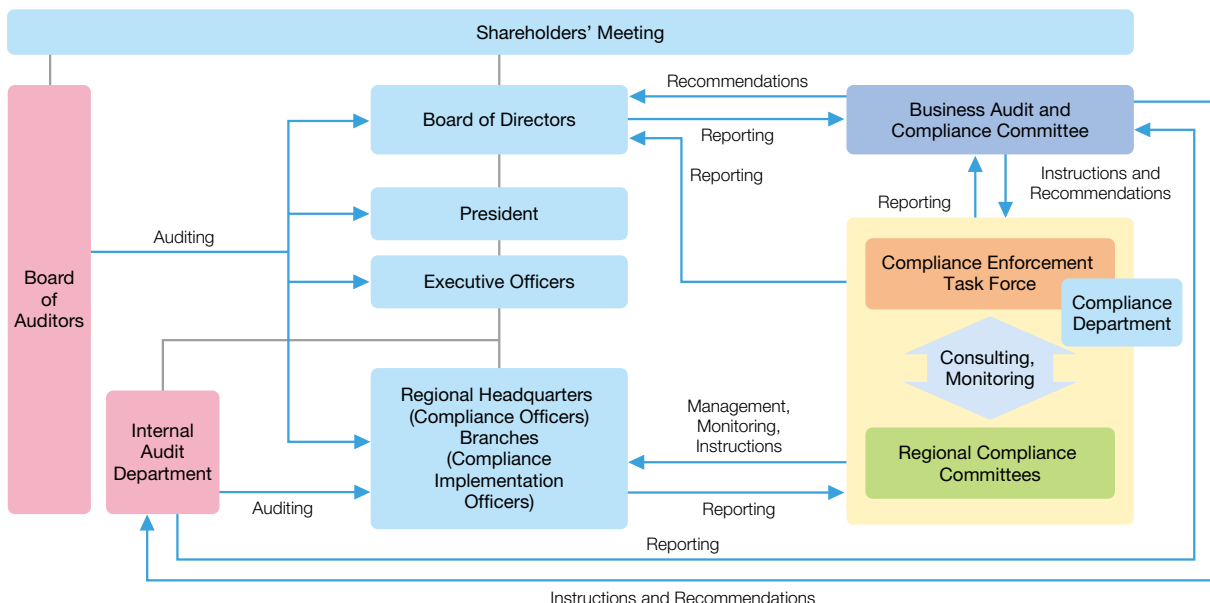 Shareholders' Meeting
Recommendations
Board of Directors
Business Audit and
Compliance Committee
Reporting
Reporting
Instructions and
Recommendations
Reporting
President
Auditing
Board
of
Auditors
Executive Officers
Compliance Enforcement
Task Force
Compliance
Department
Consulting,
Monitoring
Regional Headquarters
(Compliance Officers)
Branches
(Compliance
Implementation
Officers)
Management,
Monitoring,
Instructions
Internal
Audit
Department
Regional Compliance
Committees
Auditing
Reporting
Reporting
Instructions and Recommendations